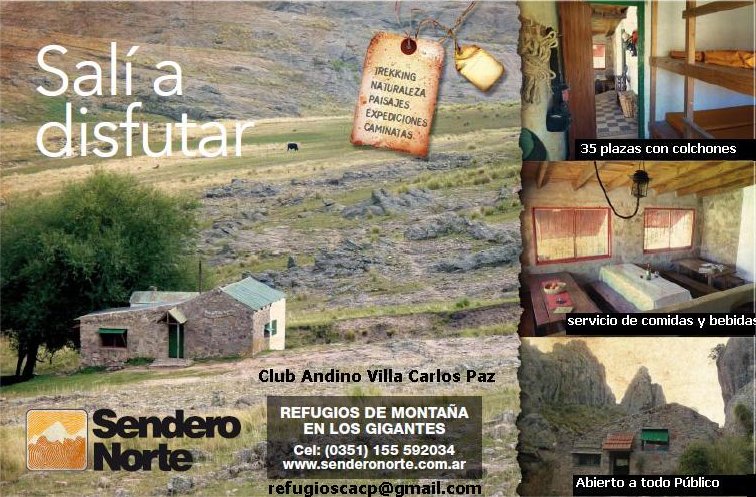 Salí a
disfutar
TREKKING
NATURALEZA
PAISAJES
EXPEDICIONES
CAMINATAS.
35 plazas con colchones
servicio de comidas y bebidas
Club Andino Villa Carlos Paz
Sendero
Norte
REFUGIOS DE MONTAÑA
EN LOS GIGANTES
Cel: (0351) 155 592034
www.senderonorte.com.ar
refugioscacp@gmail.com
Abierto a todo Público